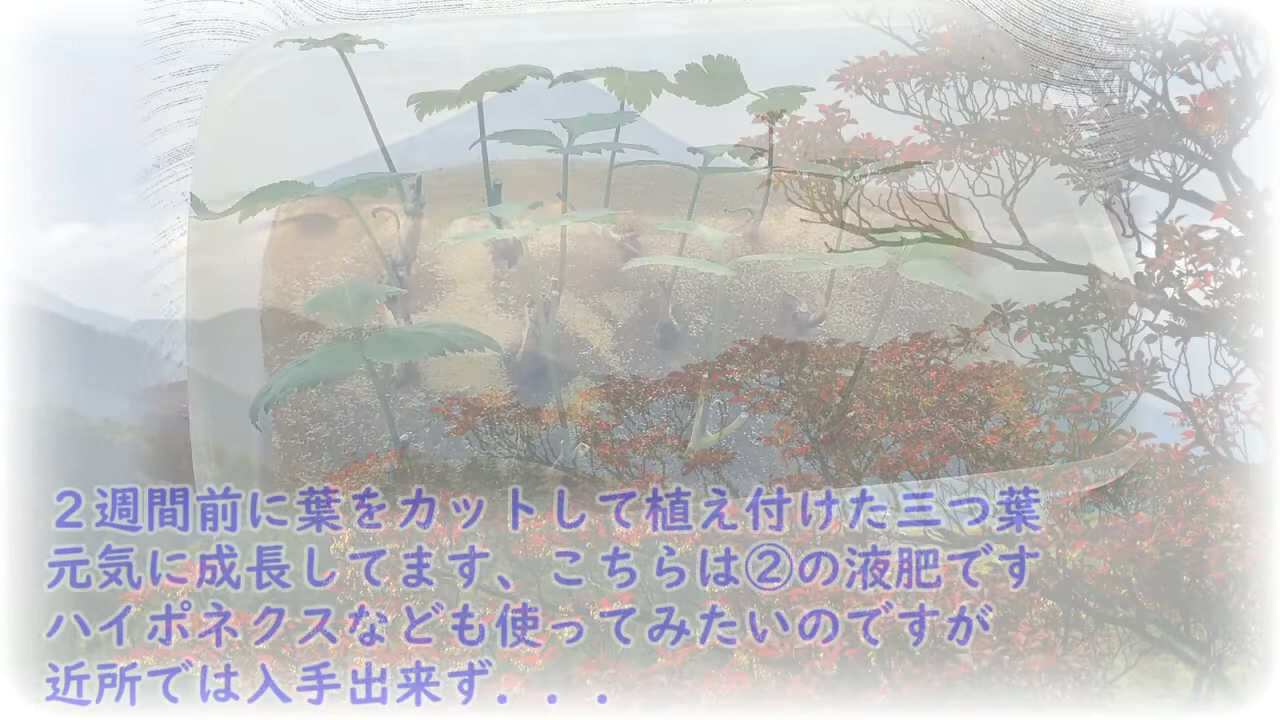 ２週間前に葉をカットして植え付けた三つ葉
元気に成長してます、こちらは②の液肥です
ハイポネクスなども使ってみたいのですが
近所では入手出来ず．．．